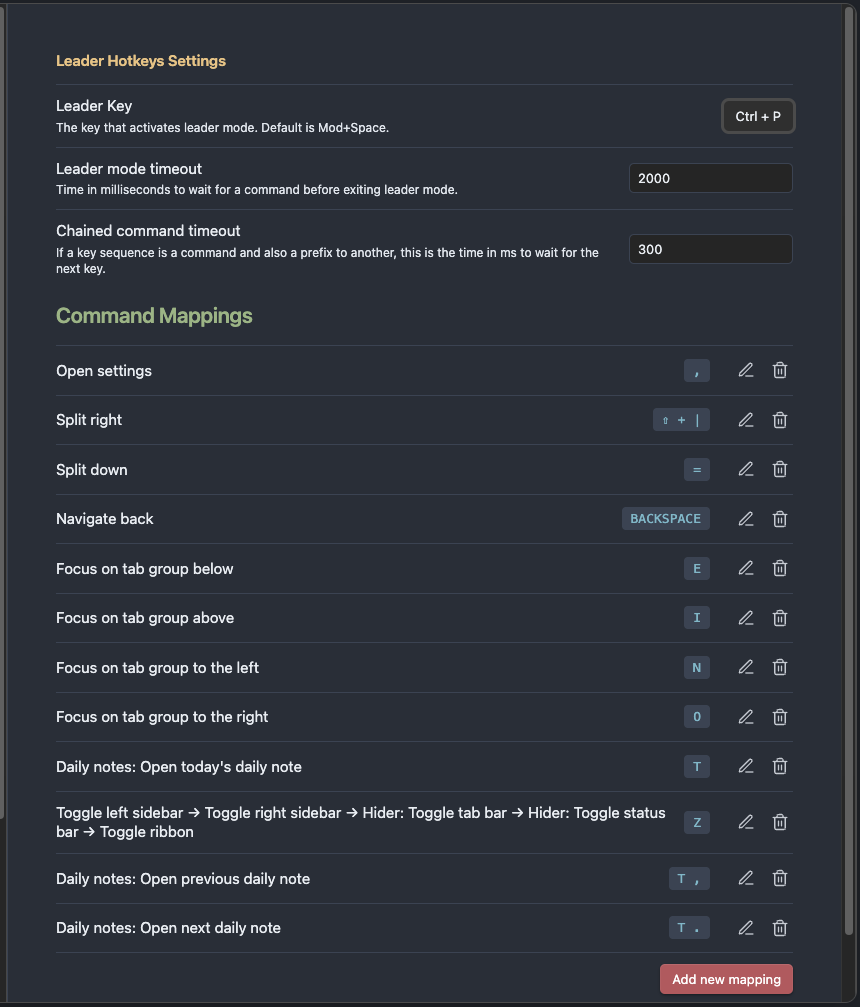 Leader Hotkeys Settings
Leader Key
The key that activates leader mode. Default is Mod+Space.
Ctrl + P
Leader mode timeout
Time in milliseconds to wait for a command before exiting leader mode.
2000
Chained command timeout
If a key sequence is a command and also a prefix to another, this is the time in ms to wait for the
next key.
300
Command Mappings
Open settings ,
Split right ⇧ + |
Split down =
Navigate back BACKSPACE
Focus on tab group below E
Focus on tab group above I
Focus on tab group to the left N
Focus on tab group to the right O
Daily notes: Open today's daily note T
Toggle left sidebar → Toggle right sidebar → Hider: Toggle tab bar → Hider: Toggle status
bar → Toggle ribbon Z
Daily notes: Open previous daily note T ,
Daily notes: Open next daily note T .
Add new mapping